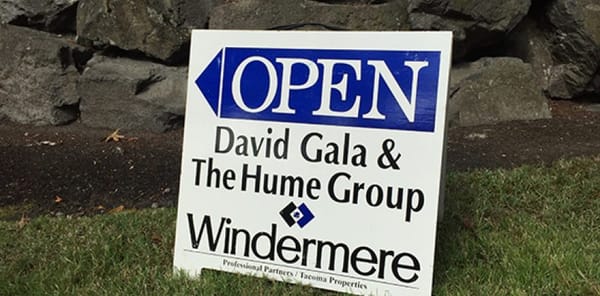 OPEN
David Gala &
The Hume Group
Windermere
Professional Partners / Tacoma Properties